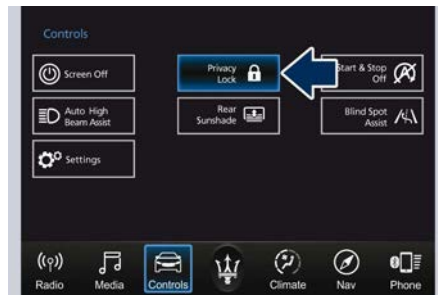 Controls
Screen Off
Privacy
Lock
Start & Stop
Off
Auto High
Beam Assist
Rear
Sunshade
Blind Spot
Assist
Settings
Radio
Media
Controls
Climate
Nav
Phone